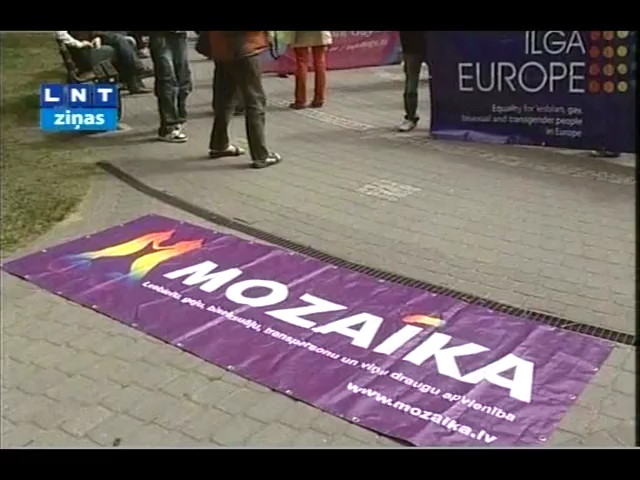 LNT
ziņas
ILGA
EUROPE
Equality for lesbian, gay,
bisexual and transgender people
in Europe
MOZAĪKA
Lesbiešu, geju, biseksuāļu, transpersonu un viņu draugu apvienība
www.mozaika.lv